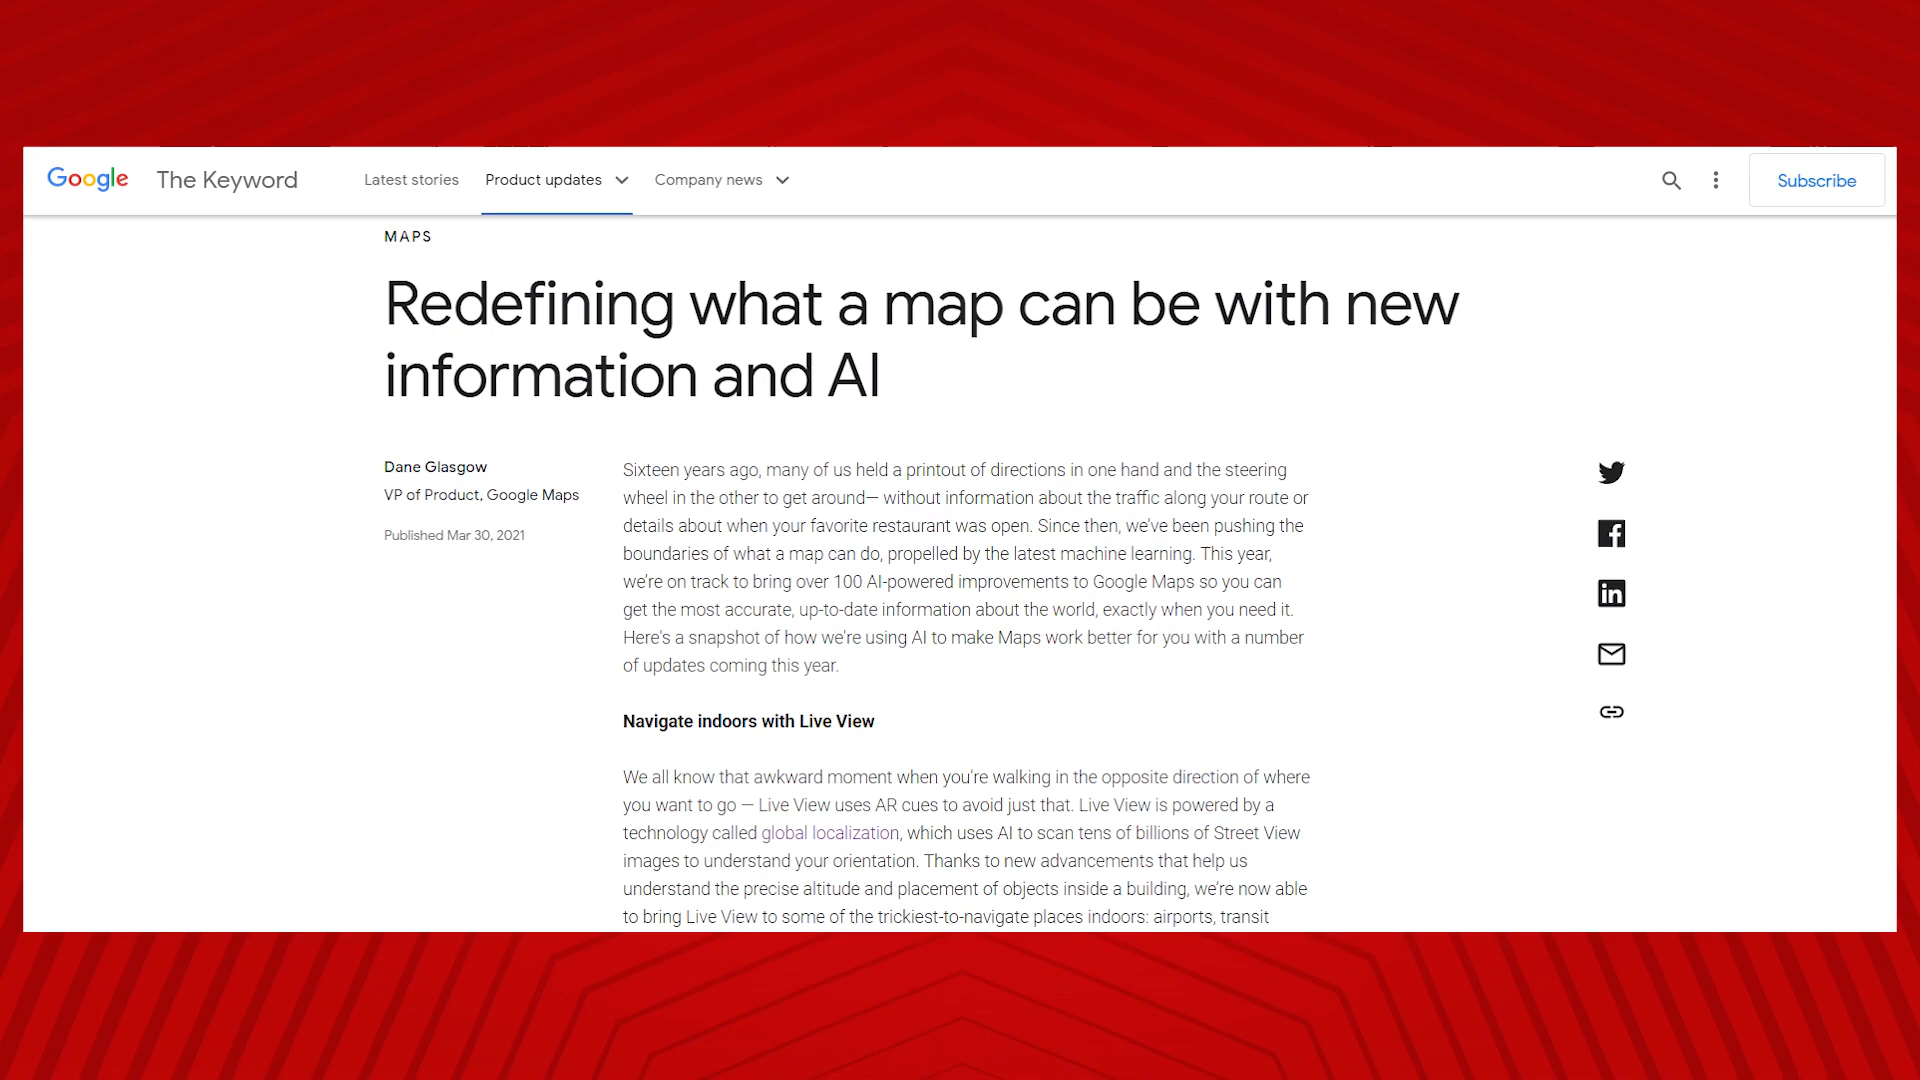 Google The Keyword Latest stories Product updates Company news Subscribe
MAPS
Redefining what a map can be with new
information and AI
Dane Glasgow
VP of Product, Google Maps
Published Mar 30, 2021
Sixteen years ago, many of us held a printout of directions in one hand and the steering
wheel in the other to get around— without information about the traffic along your route or
details about when your favorite restaurant was open. Since then, we’ve been pushing the
boundaries of what a map can do, propelled by the latest machine learning. This year,
we’re on track to bring over 100 AI-powered improvements to Google Maps so you can
get the most accurate, up-to-date information about the world, exactly when you need it.
Here's a snapshot of how we're using AI to make Maps work better for you with a number
of updates coming this year.
Navigate indoors with Live View
We all know that awkward moment when you're walking in the opposite direction of where
you want to go — Live View uses AR cues to avoid just that. Live View is powered by a
technology called global localization, which uses AI to scan tens of billions of Street View
images to understand your orientation. Thanks to new advancements that help us
understand the precise altitude and placement of objects inside a building, we’re now able
to bring Live View to some of the trickiest-to-navigate places indoors: airports, transit